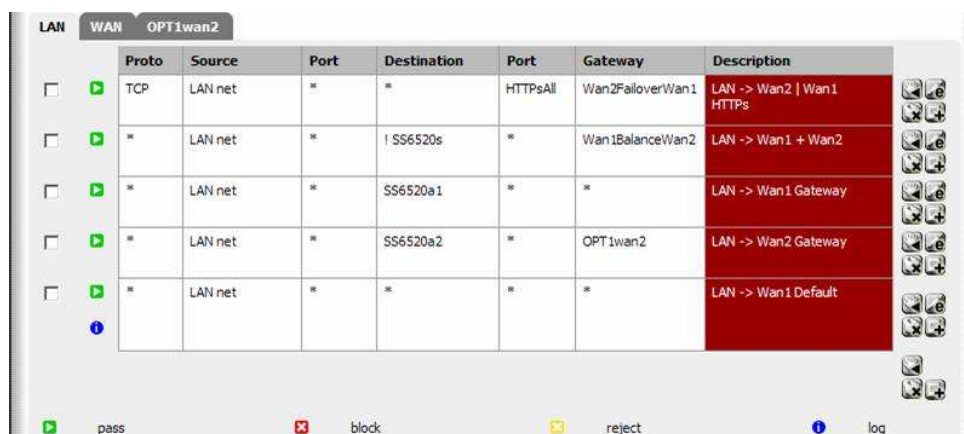 LAN WAN OPT1wan2
Proto Source Port Destination Port Gateway Description
TCP LAN net * * HTTPsAll Wan2FailoverWan1 LAN -> Wan2 | Wan1
HTTPs
* LAN net * ! SS6520s * Wan1BalanceWan2 LAN -> Wan1 + Wan2
* LAN net * SS6520a1 * * LAN -> Wan1 Gateway
* LAN net * SS6520a2 * OPT1wan2 LAN -> Wan2 Gateway
* LAN net * * * * LAN -> Wan1 Default
pass block reject log